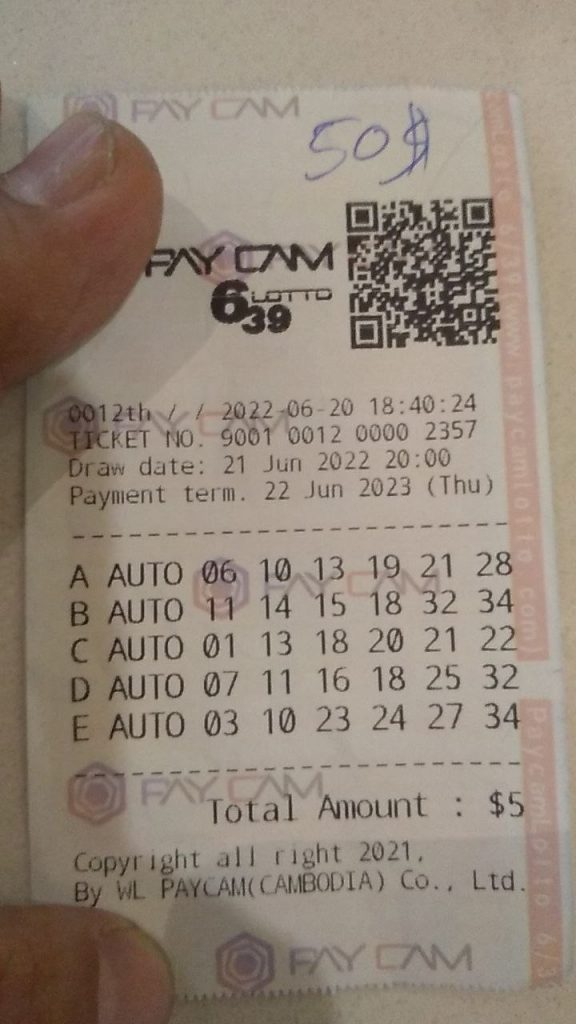 PAY CAM
50$
PAY CAM
6 LOTTO
39
0012th / / 2022-06-20 18:40:24
TICKET NO. 9001 0012 0000 2357
Draw date: 21 Jun 2022 20:00
Payment term. 22 Jun 2023 (Thu)
A AUTO 06 10 13 19 21 28
B AUTO 11 14 15 18 32 34
C AUTO 01 13 18 20 21 22
D AUTO 07 11 16 18 25 32
E AUTO 03 10 23 24 27 34
PAY CAM
Total Amount : $5
Copyright all right 2021,
By WL PAYCAM(CAMBODIA) Co., Ltd.
PAY CAM